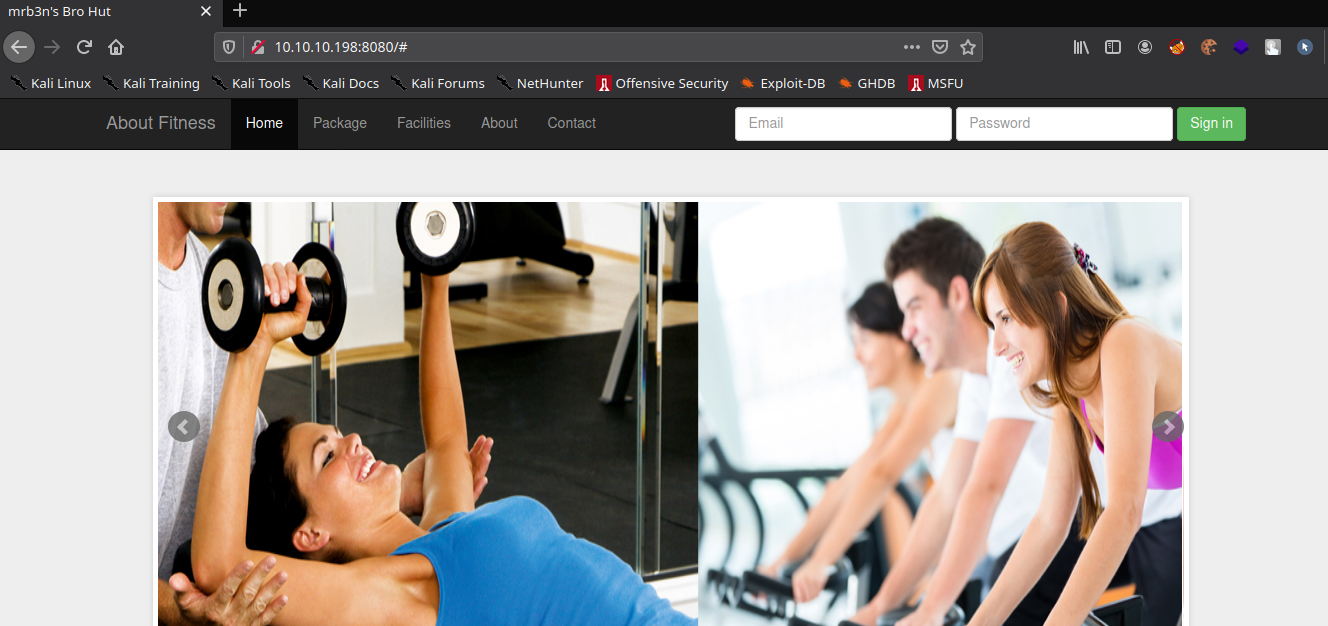 mrb3n's Bro Hut
10.10.10.198:8080/#
Kali Linux Kali Training Kali Tools Kali Docs Kali Forums NetHunter Offensive Security Exploit-DB GHDB MSFU
About Fitness Home Package Facilities About Contact Email Password Sign in